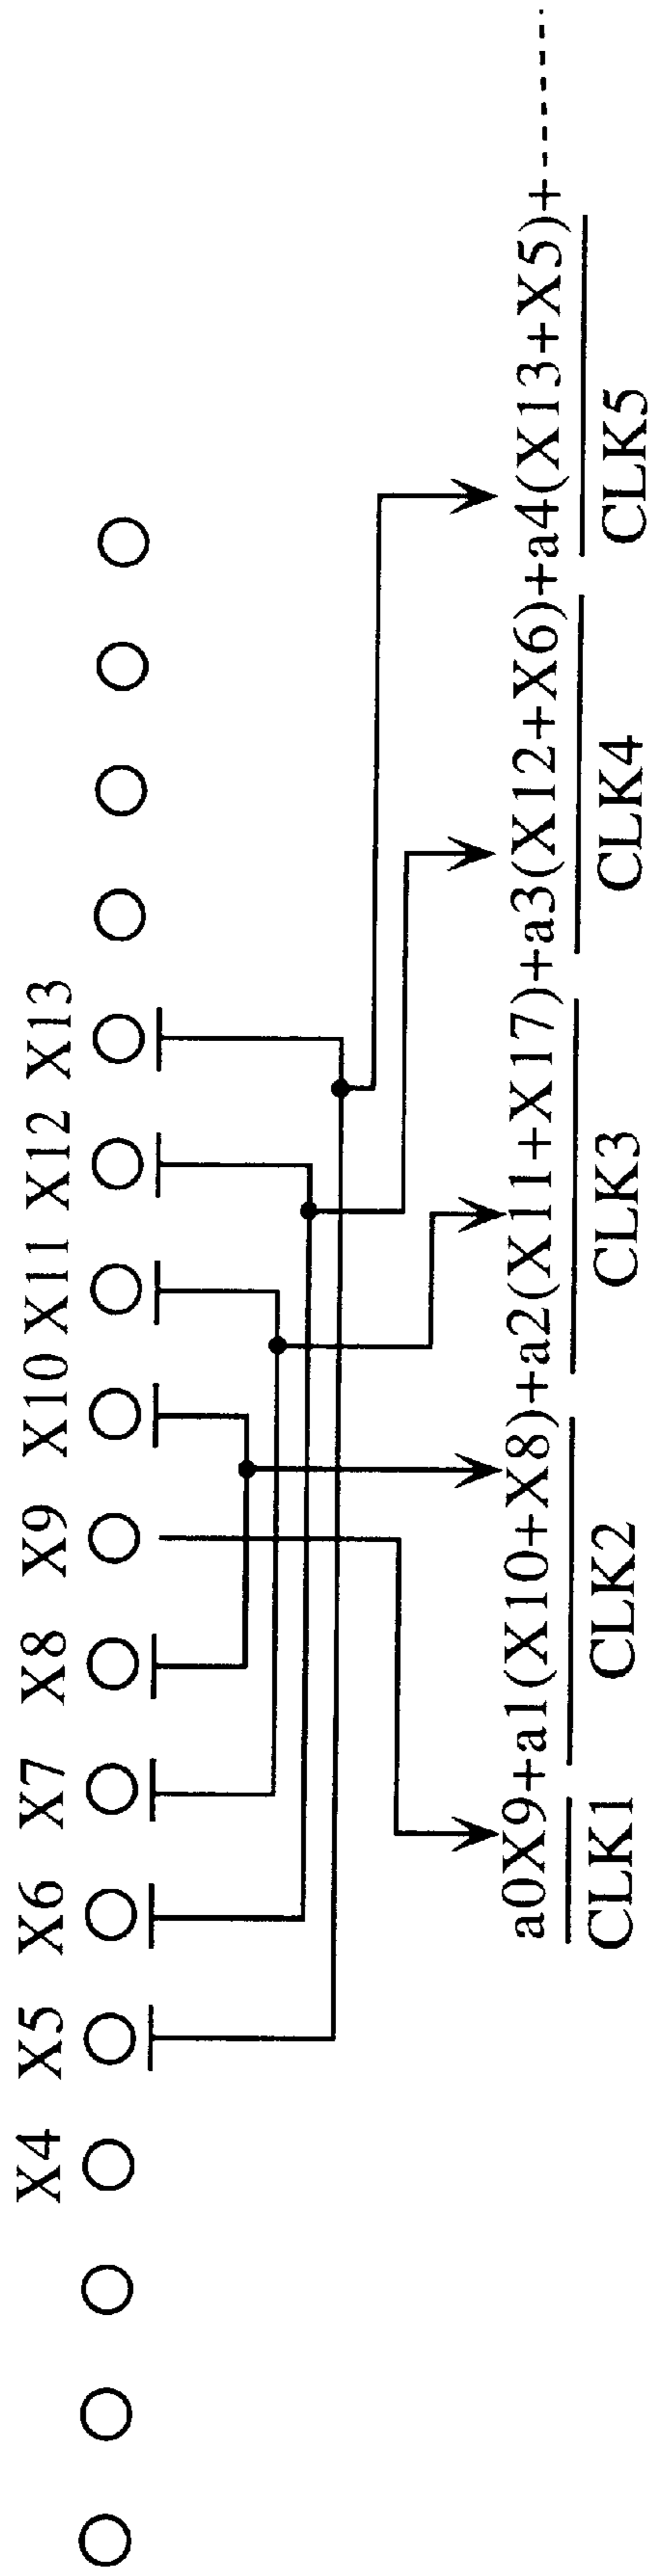 X4 X5 X6 X7 X8 X9 X10 X11 X12 X13
a0X9+a1(X10+X8)+a2(X11+X17)+a3(X12+X6)+a4(X13+X5)+------
CLK1 CLK2 CLK3 CLK4 CLK5